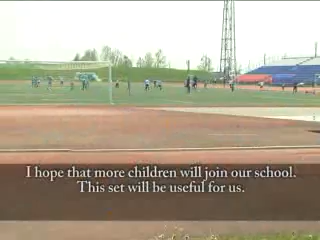 I hope that more children will join our school.
This set will be useful for us.